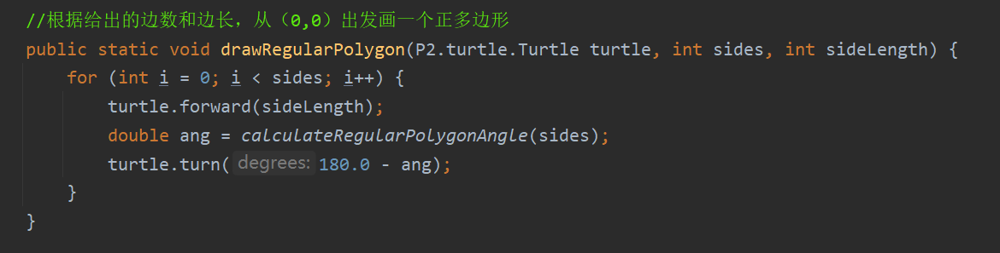 //根据给出的边数和边长，从（0,0）出发画一个正多边形
public static void drawRegularPolygon(P2.turtle.Turtle turtle, int sides, int sideLength) {
for (int i = 0; i < sides; i++) {
turtle.forward(sideLength);
double ang = calculateRegularPolygonAngle(sides);
turtle.turn( degrees: 180.0 - ang);
}
}